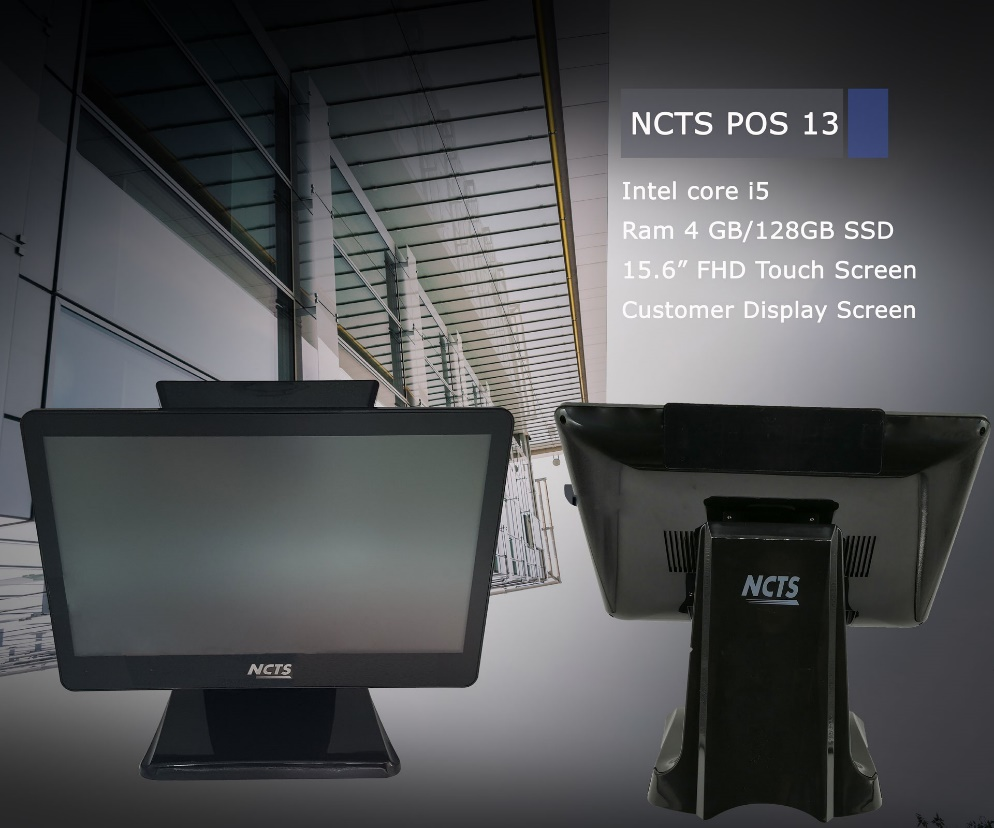 NCTS POS 13
Intel core i5
Ram 4 GB/128GB SSD
15.6” FHD Touch Screen
Customer Display Screen
NCTS
NCTS